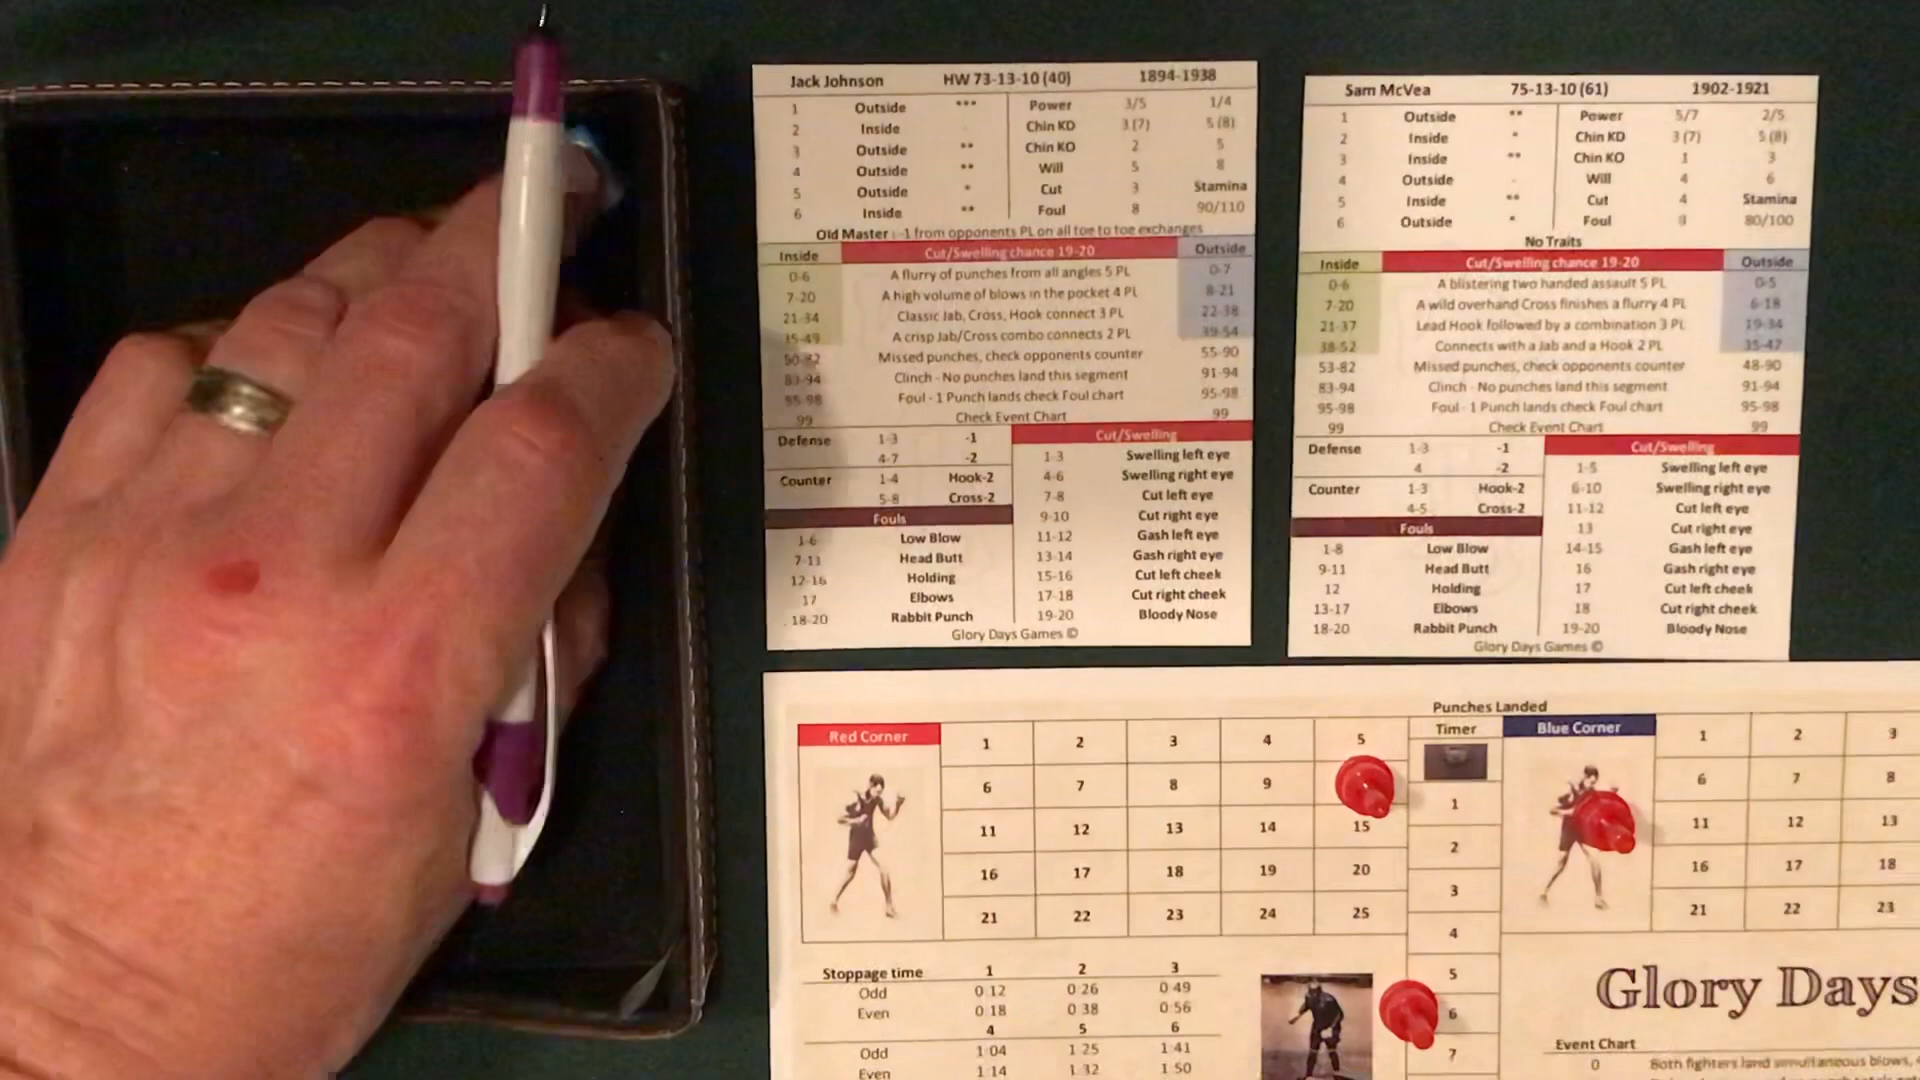 Jack Johnson HW 73-13-10 (40) 1894-1938
1 Outside *** Power 3/5 1/4
2 Inside - Chin KD 3 (7) 5 (8)
3 Outside ** Chin KO 2 5
4 Outside ** Will 5 8
5 Outside * Cut 3 Stamina
6 Inside ** Foul 8 90/110
Old Master : -1 from opponents PL on all toe to toe exchanges
Inside Cut/Swelling chance 19-20 Outside
0-6 A flurry of punches from all angles 5 PL 0-7
7-20 A high volume of blows in the pocket 4 PL 8-21
21-34 Classic Jab, Cross, Hook connect 3 PL 22-38
35-49 A crisp Jab/Cross combo connects 2 PL 39-54
50-82 Missed punches, check opponents counter 55-90
83-94 Clinch - No punches land this segment 91-94
95-98 Foul - 1 Punch lands check Foul chart 95-98
99 Check Event Chart 99
Defense 1-3 -1
4-7 -2
Counter 1-4 Hook-2
5-8 Cross-2
Fouls
1-6 Low Blow
7-13 Head Butt
12-16 Holding
17 Elbows
18-20 Rabbit Punch
Cut/Swelling
1-3 Swelling left eye
4-6 Swelling right eye
7-8 Cut left eye
9-10 Cut right eye
11-12 Gash left eye
13-14 Gash right eye
15-16 Cut left cheek
17-18 Cut right cheek
19-20 Bloody Nose
Glory Days Games ©
Sam McVea 75-13-10 (61) 1902-1921
1 Outside ** Power 5/7 2/5
2 Inside * Chin KD 3 (7) 5 (8)
3 Inside ** Chin KO 1 3
4 Outside - Will 4 6
5 Inside ** Cut 4 Stamina
6 Outside * Foul 80/100
No Traits
Inside Cut/Swelling chance 19-20 Outside
0-6 A blistering two handed assault 5 PL 0-5
7-20 A wild overhand Cross finishes a flurry 4 PL 6-18
21-37 Lead Hook followed by a combination 3 PL 19-34
38-52 Connects with a Jab and a Hook 2 PL 35-47
53-82 Missed punches, check opponents counter 48-90
83-94 Clinch - No punches land this segment 91-94
95-98 Foul - 1 Punch lands check Foul chart 95-98
99 Check Event Chart 99
Defense 1-3 -1
4 -2
Counter 1-3 Hook-2
4-5 Cross-2
Fouls
1-8 Low Blow
9-11 Head Butt
12 Holding
13-17 Elbows
18-20 Rabbit Punch
Cut/Swelling
1-5 Swelling left eye
6-10 Swelling right eye
11-12 Cut left eye
13 Cut right eye
14-15 Gash left eye
16 Gash right eye
17 Cut left cheek
18 Cut right cheek
19-20 Bloody Nose
Glory Days Games ©
Punches Landed
Red Corner 1 2 3 4 5
6 7 8 9
11 12 13 14 15
16 17 18 19 20
21 22 23 24 25
Timer
1
2
3
4
5
6
7
Blue Corner 1 2 3
6 7 8
11 12 13
16 17 18
21 22 23
Stoppage time 1 2 3
Odd 0 12 0 26 0 49
Even 0 18 0 38 0 56
4 5 6
Odd 1 04 1 25 1 41
Even 1 14 1 32 1 50
Glory Days
Event Chart
0 Both fighters land simultaneous blows,